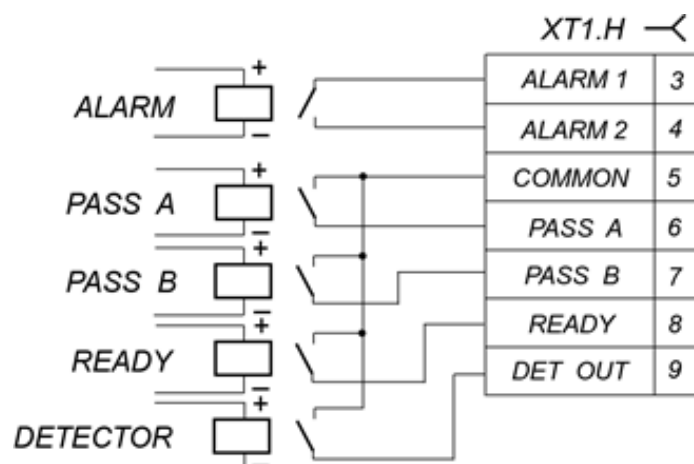 XT1.H
ALARM
+
−
ALARM 1 3
ALARM 2 4
PASS A
+
−
COMMON 5
PASS A 6
PASS B
+
−
PASS B 7
READY
+
−
READY 8
DETECTOR
+
−
DET OUT 9